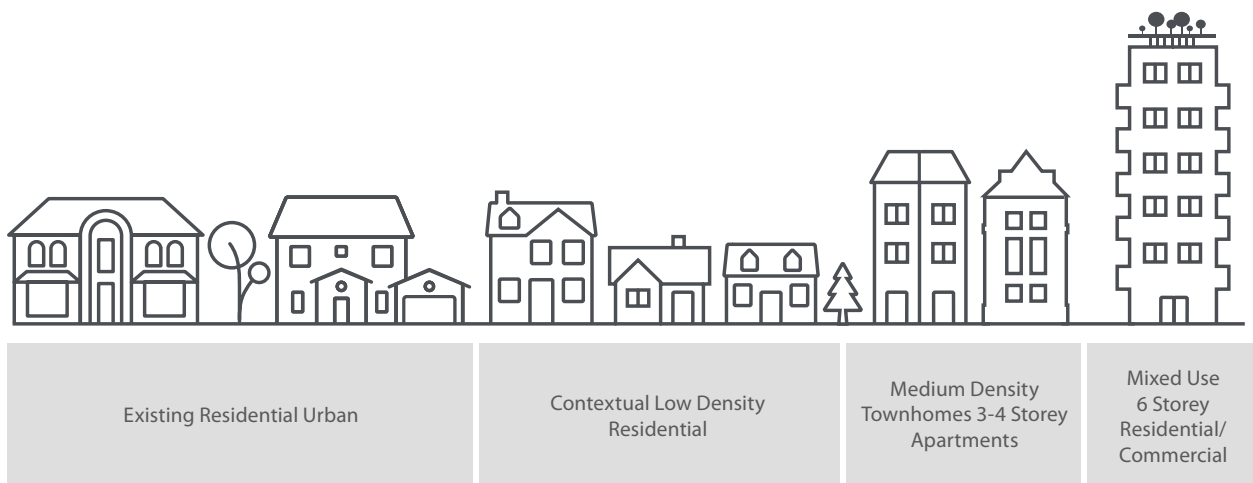 Existing Residential Urban
Contextual Low Density
Residential
Medium Density
Townhomes 3-4 Storey
Apartments
Mixed Use
6 Storey
Residential/
Commercial